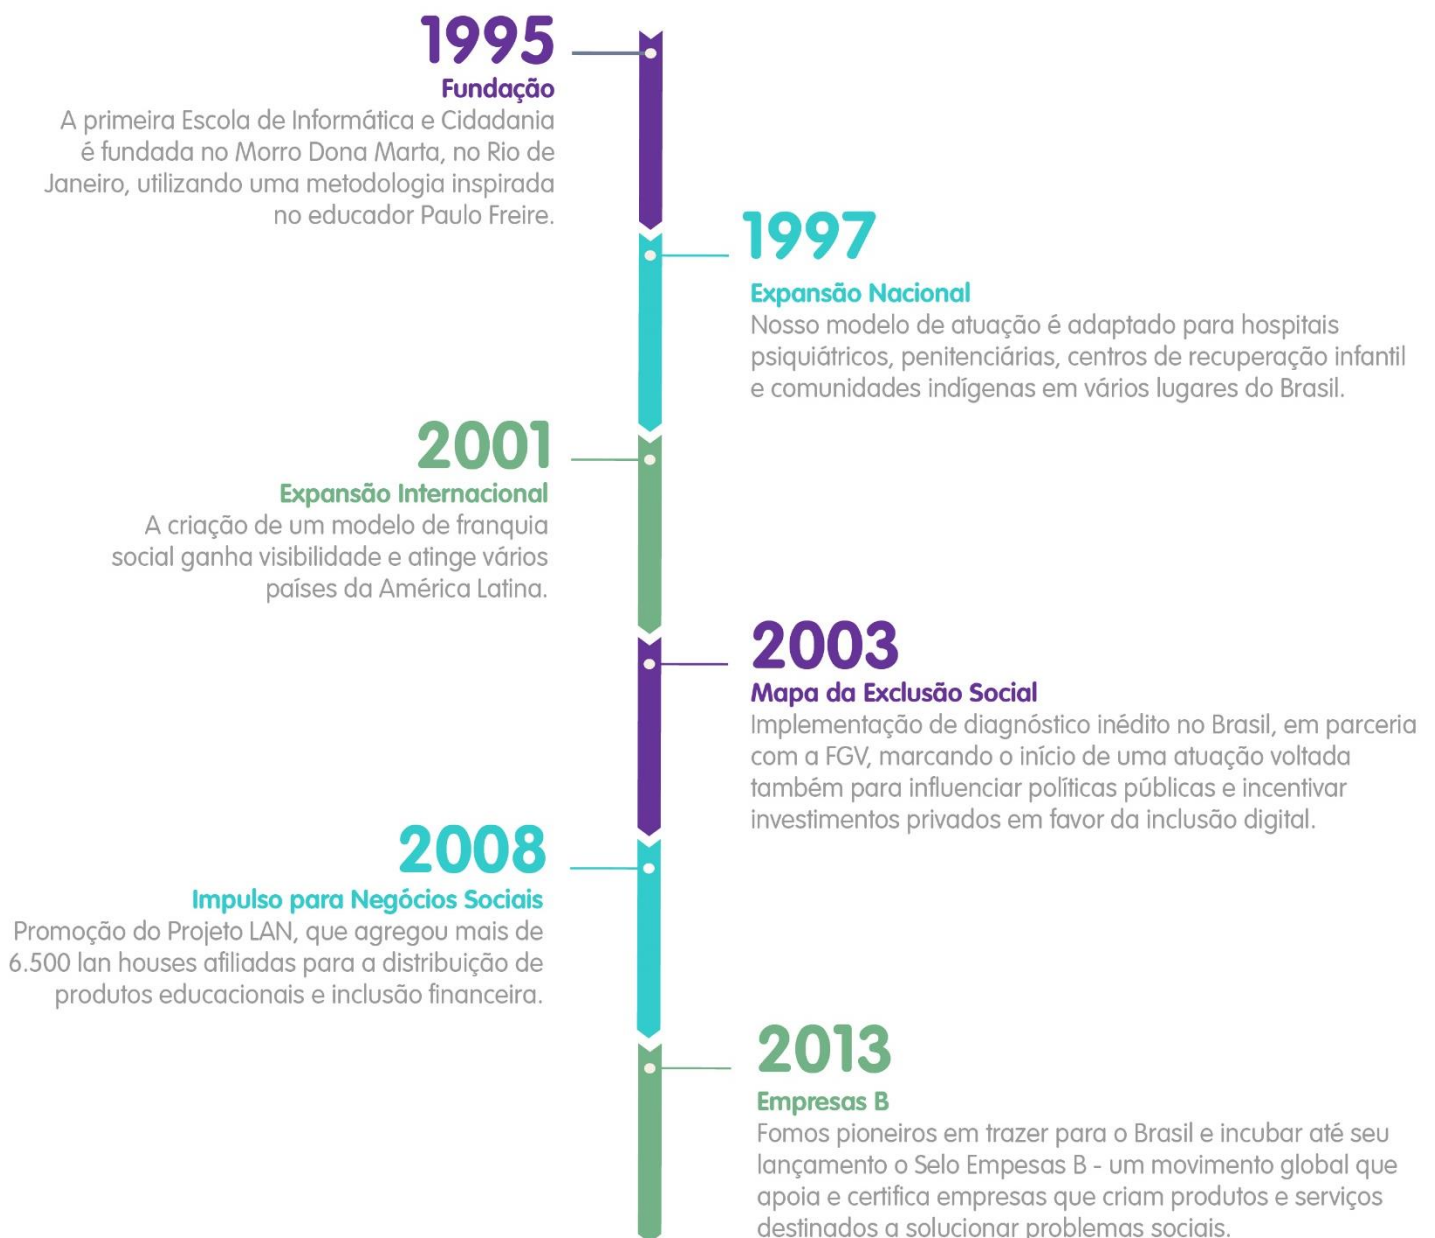 1995
Fundação
A primeira Escola de Informática e Cidadania
é fundada no Morro Dona Marta, no Rio de
Janeiro, utilizando uma metodologia inspirada
no educador Paulo Freire.
1997
Expansão Nacional
Nosso modelo de atuação é adaptado para hospitais
psiquiátricos, penitenciárias, centros de recuperação infantil
e comunidades indígenas em vários lugares do Brasil.
2001
Expansão Internacional
A criação de um modelo de franquia
social ganha visibilidade e atinge vários
países da América Latina.
2003
Mapa da Exclusão Social
Implementação de diagnóstico inédito no Brasil, em parceria
com a FGV, marcando o início de uma atuação voltada
também para influenciar políticas públicas e incentivar
investimentos privados em favor da inclusão digital.
2008
Impulso para Negócios Sociais
Promoção do Projeto LAN, que agregou mais de
6.500 lan houses afiliadas para a distribuição de
produtos educacionais e inclusão financeira.
2013
Empresas B
Fomos pioneiros em trazer para o Brasil e incubar até seu
lançamento o Selo Empesas B - um movimento global que
apoia e certifica empresas que criam produtos e serviços
destinados a solucionar problemas sociais.